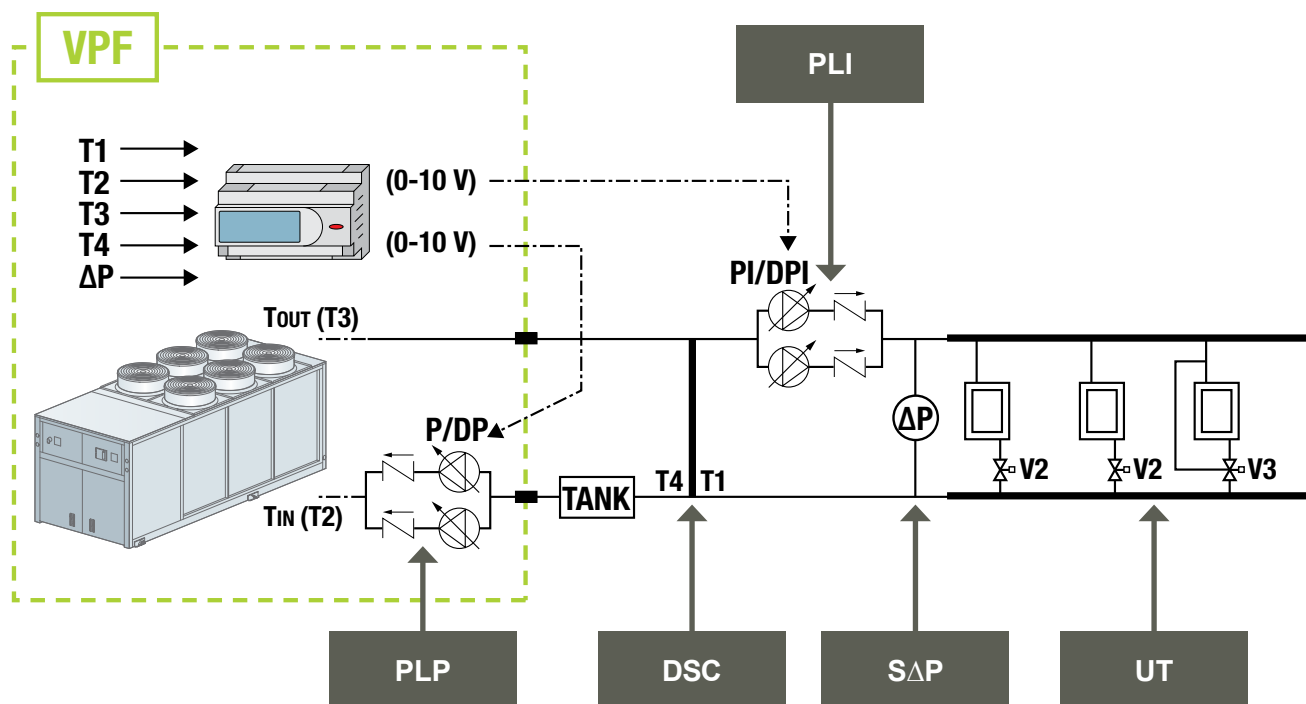 VPF
PLI
T1
T2
T3
T4
ΔP
(0-10 V)
(0-10 V)
PI/DPI
TOUT (T3)
P/DP
ΔP
V2
V2
V3
T4
T1
TANK
TIN (T2)
PLP
DSC
SΔP
UT